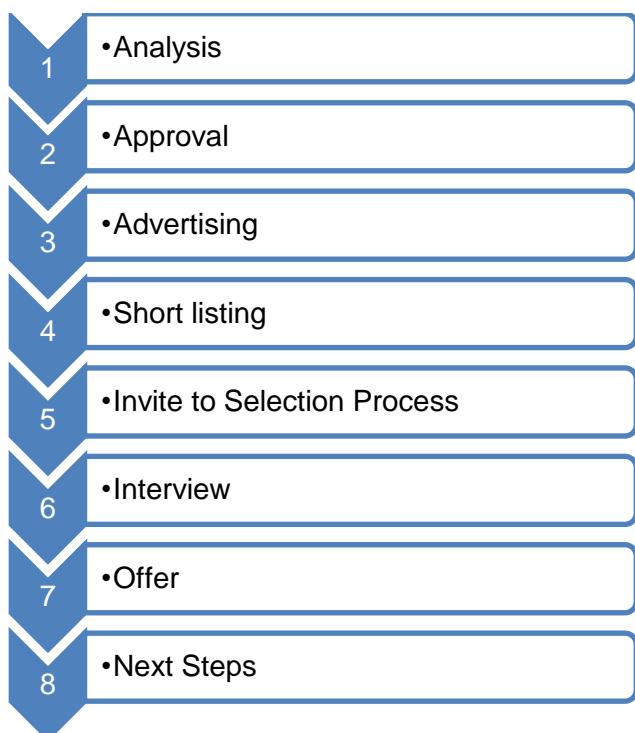 1 •Analysis
2 •Approval
3 •Advertising
4 •Short listing
5 •Invite to Selection Process
6 •Interview
7 •Offer
8 •Next Steps